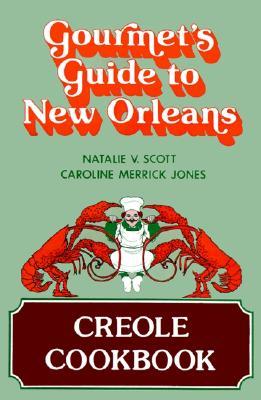 Gourmet's
Guide to
New Orleans
NATALIE V. SCOTT
CAROLINE MERRICK JONES
CREOLE
COOKBOOK